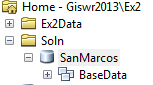 Home - Giswr2013\Ex2
Ex2Data
Soln
SanMarcos
BaseData